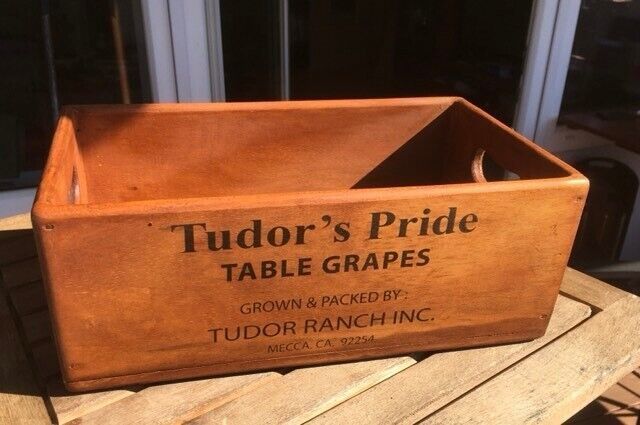 Tudor's Pride
TABLE GRAPES
GROWN & PACKED BY :
TUDOR RANCH INC.
MECCA, CA. 92254